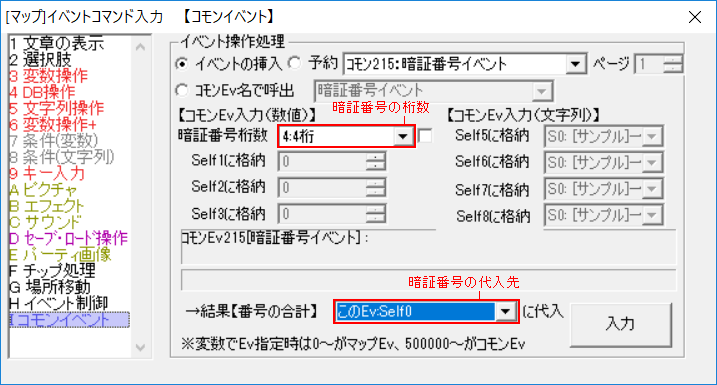 [マップ]イベントコマンド入力　【コモンイベント】
1 文章の表示
2 選択肢
3 変数操作
4 DB操作
5 文字列操作
6 変数操作+
7 条件(変数)
8 条件(文字列)
9 キー入力
A ピクチャ
B エフェクト
C サウンド
D セーブ・ロード操作
E パーティ画像
F チップ処理
G 場所移動
H イベント制御
I コモンイベント
イベント操作処理
イベントの挿入 予約 コモン215: 暗証番号イベント ページ 1
コモンEv名で呼出 暗証番号イベント
暗証番号の桁数
【コモンEv入力(数値)】 【コモンEv入力(文字列)】
暗証番号桁数 4:4桁 Self5に格納 S0: [サンプル]ー
Self1に格納 0 Self6に格納 S0: [サンプル]ー
Self2に格納 0 Self7に格納 S0: [サンプル]ー
Self3に格納 0 Self8に格納 S0: [サンプル]ー
コモンEv215[暗証番号イベント] :
暗証番号の代入先
→結果【番号の合計】 このEv:Self0 に代入
入力
※変数でEv指定時は0～がマップEv、500000～がコモンEv